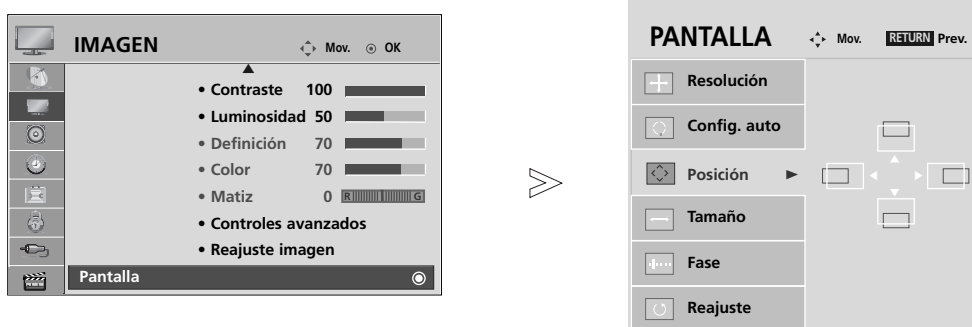 IMAGEN Mov. OK
• Contraste 100
• Luminosidad 50
• Definición 70
• Color 70
• Matiz 0 R G
• Controles avanzados
• Reajuste imagen
Pantalla
PANTALLA Mov. RETURN Prev.
Resolución
Config. auto
Posición
Tamaño
Fase
Reajuste